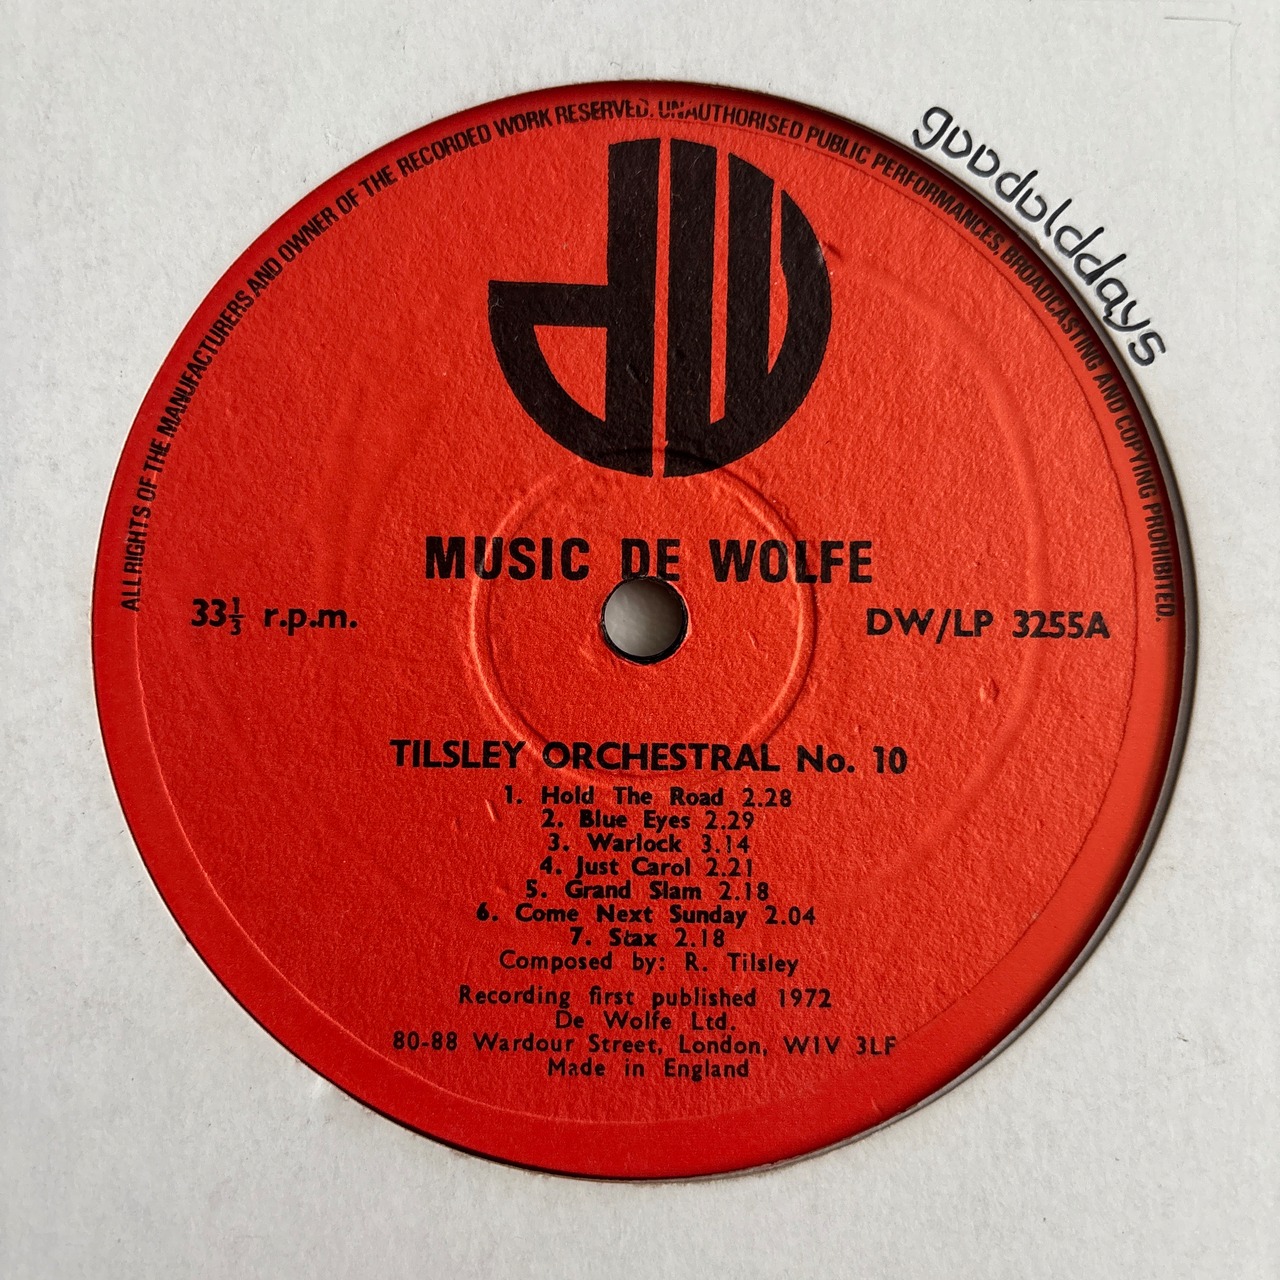 ALL RIGHTS OF THE MANUFACTURERS AND OWNER OF THE RECORDED WORK RESERVED. UNAUTHORISED PUBLIC PERFORMANCES, BROADCASTING AND COPYING PROHIBITED.
goodolddays
dw
MUSIC DE WOLFE
33⅓ r.p.m.
DW/LP 3255A
TILSLEY ORCHESTRAL No. 10
1. Hold The Road 2.28
2. Blue Eyes 2.29
3. Warlock 3.14
4. Just Carol 2.21
5. Grand Slam 2.18
6. Come Next Sunday 2.04
7. Stax 2.18
Composed by: R. Tilsley
Recording first published 1972
De Wolfe Ltd.
80-88 Wardour Street, London, W1V 3LF
Made in England